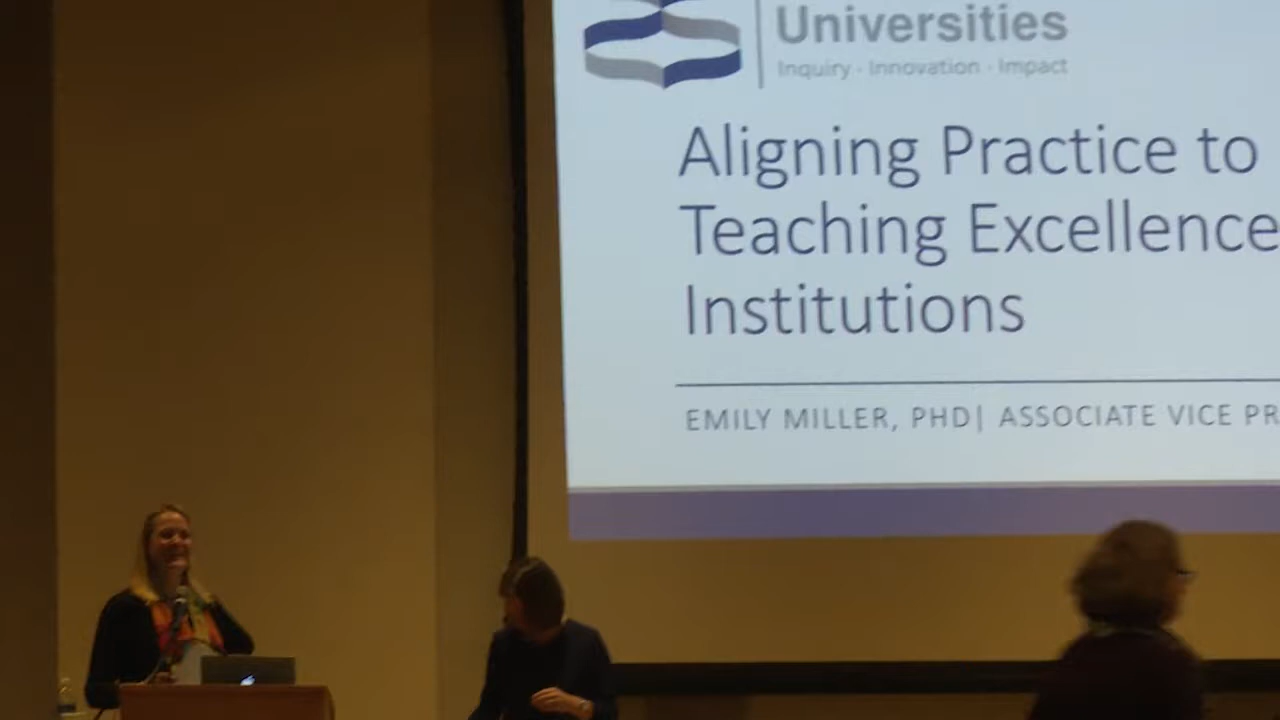 Universities
Inquiry · Innovation · Impact
Aligning Practice to
Teaching Excellence
Institutions
EMILY MILLER, PHD| ASSOCIATE VICE PR